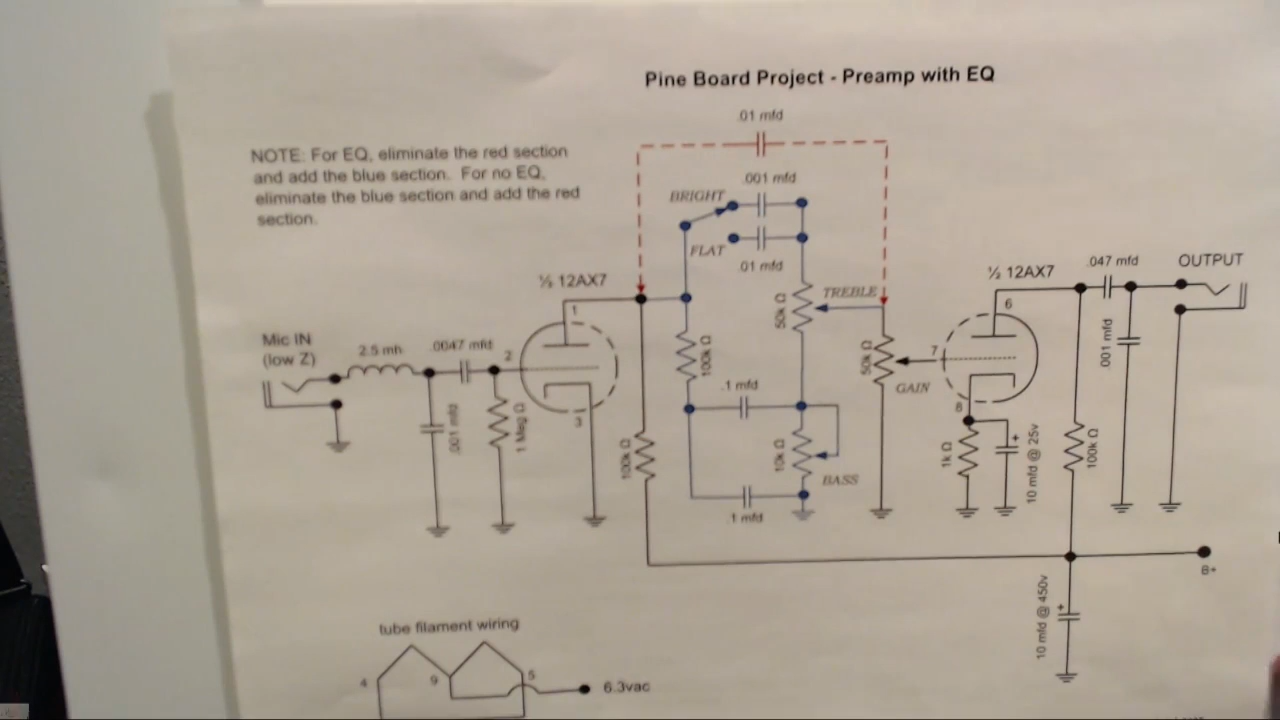 Pine Board Project - Preamp with EQ
.01 mfd
NOTE: For EQ, eliminate the red section
and add the blue section. For no EQ,
eliminate the blue section and add the red
section.
BRIGHT
.001 mfd
FLAT
.01 mfd
½ 12AX7
1
2
3
Mic IN
(low Z)
2.5 mh
.0047 mfd
.001 mfd
1 Meg Ω
100k Ω
100k Ω
50k Ω
TREBLE
.1 mfd
10k Ω
BASS
.1 mfd
50k Ω
GAIN
½ 12AX7
6
7
8
.047 mfd
OUTPUT
.001 mfd
1k Ω
10 mfd @ 25v
+
100k Ω
B+
10 mfd @ 450v
+
tube filament wiring
4
9
5
6.3vac